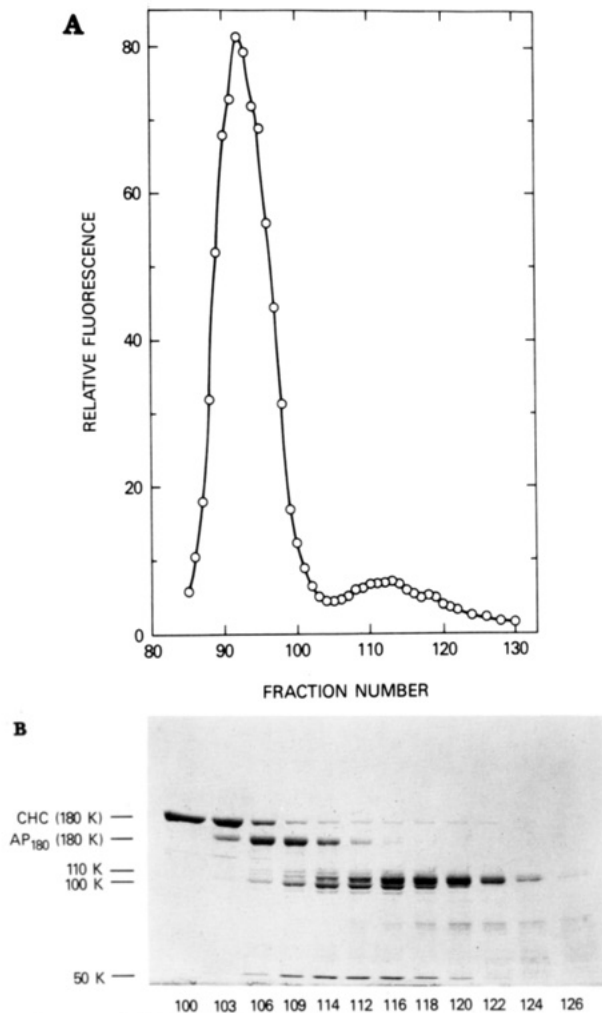 A
RELATIVE FLUORESCENCE
80
60
40
20
0
80 90 100 110 120 130
FRACTION NUMBER
B
CHC (180 K)
AP180 (180 K)
110 K
100 K
50 K
100 103 106 109 114 112 116 118 120 122 124 126